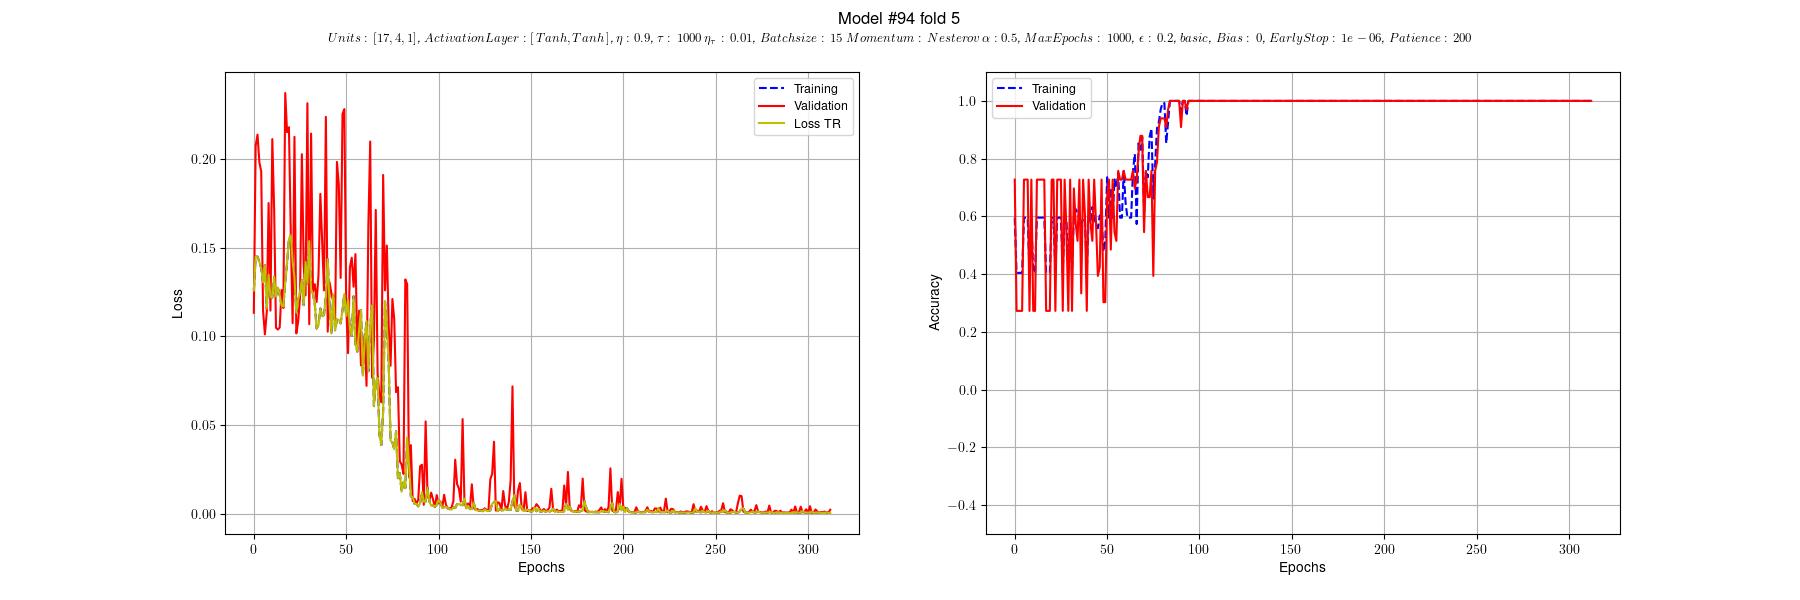 Model #94 fold 5
Units : [17, 4, 1], ActivationLayer : [Tanh, Tanh], η : 0.9, τ : 1000 η_τ : 0.01, Batchsize : 15 Momentum : Nesterov α : 0.5, MaxEpochs : 1000, ϵ : 0.2, basic, Bias : 0, EarlyStop : 1e − 06, Patience : 200
Training
Validation
Loss TR
0.20
0.15
0.10
0.05
0.00
Loss
0 50 100 150 200 250 300
Epochs
Training
Validation
1.0
0.8
0.6
0.4
0.2
0.0
−0.2
−0.4
Accuracy
0 50 100 150 200 250 300
Epochs